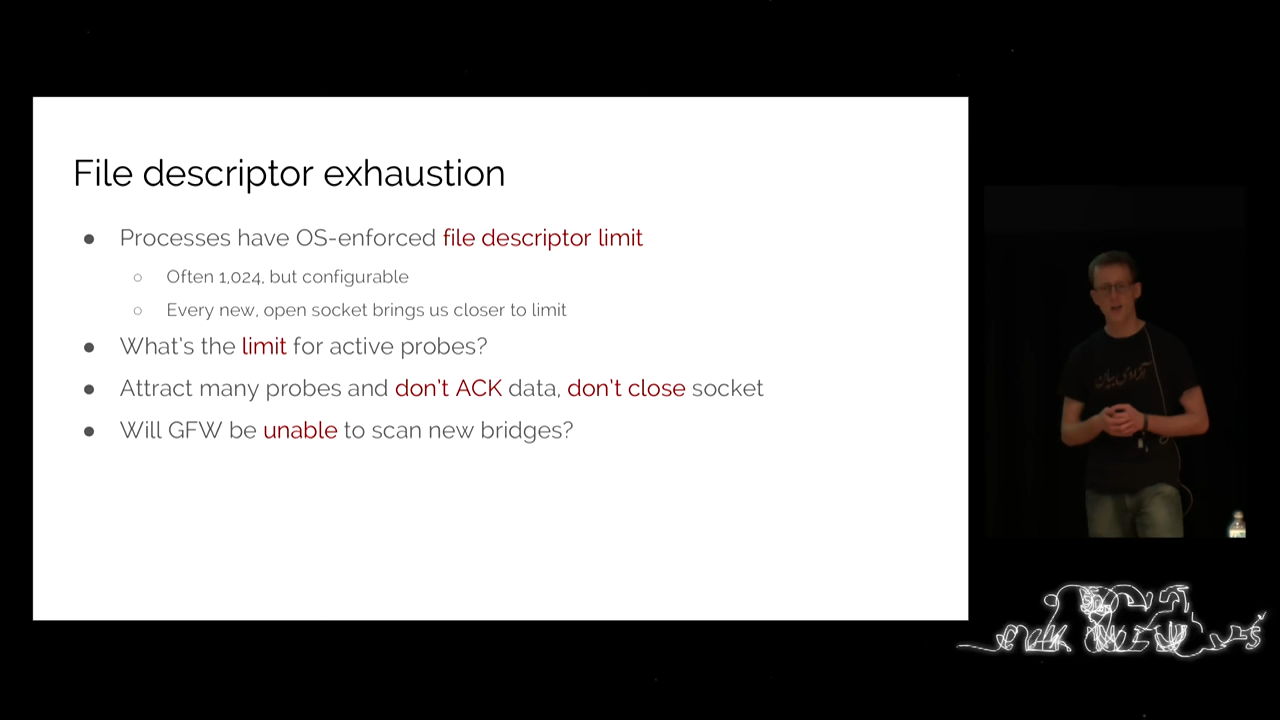 File descriptor exhaustion
● Processes have OS-enforced file descriptor limit
○ Often 1,024, but configurable
○ Every new, open socket brings us closer to limit
● What's the limit for active probes?
● Attract many probes and don't ACK data, don't close socket
● Will GFW be unable to scan new bridges?
آزادی بیان